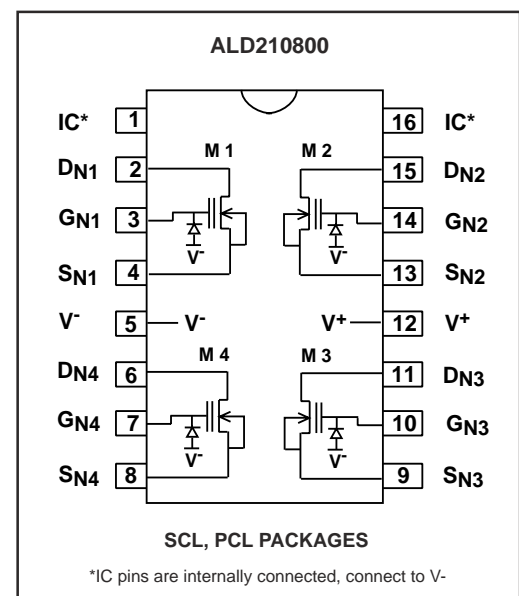 ALD210800
IC* 1 16 IC*
M 1 M 2
DN1 2 15 DN2
GN1 3 14 GN2
V- V-
SN1 4 13 SN2
V- 5 V- V+ 12 V+
M 4 M 3
DN4 6 11 DN3
GN4 7 10 GN3
V- V-
SN4 8 9 SN3
SCL, PCL PACKAGES
*IC pins are internally connected, connect to V-